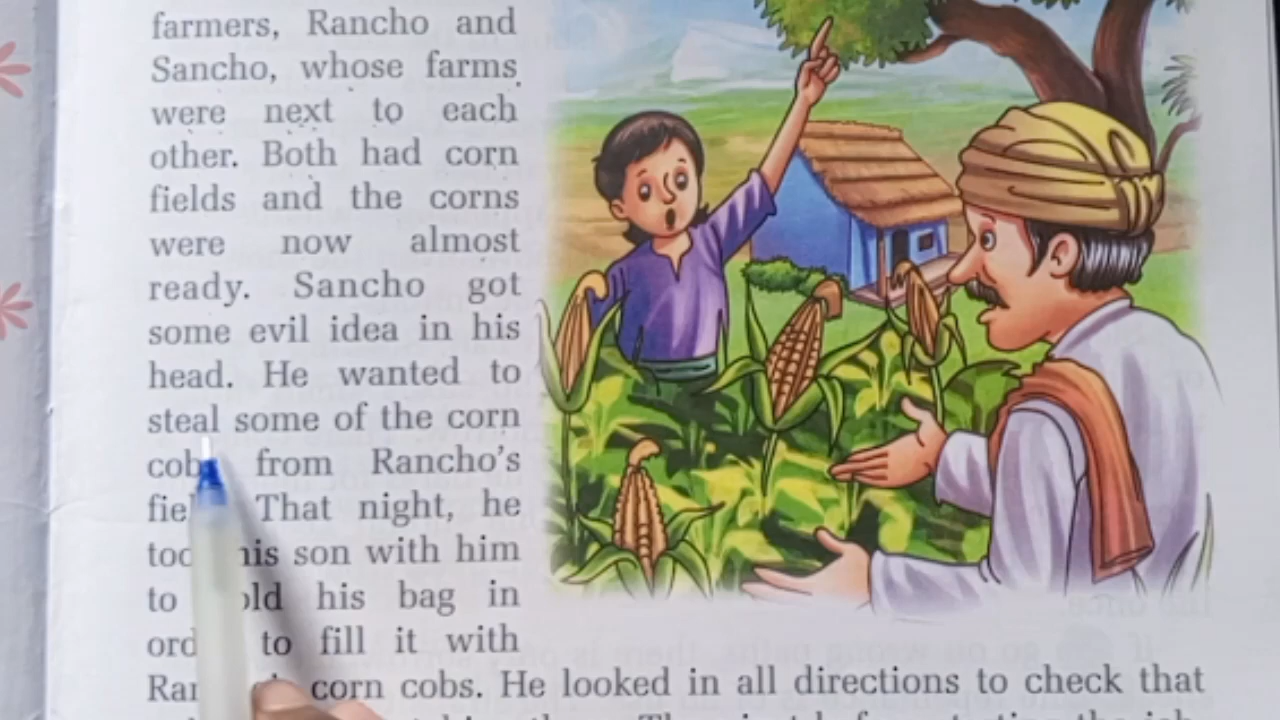 farmers, Rancho and
Sancho, whose farms
were next to each
other. Both had corn
fields and the corns
were now almost
ready. Sancho got
some evil idea in his
head. He wanted to
steal some of the corn
from Rancho's
That night, he
his son with him
to hold his bag in
to fill it with
corn cobs. He looked in all directions to check that